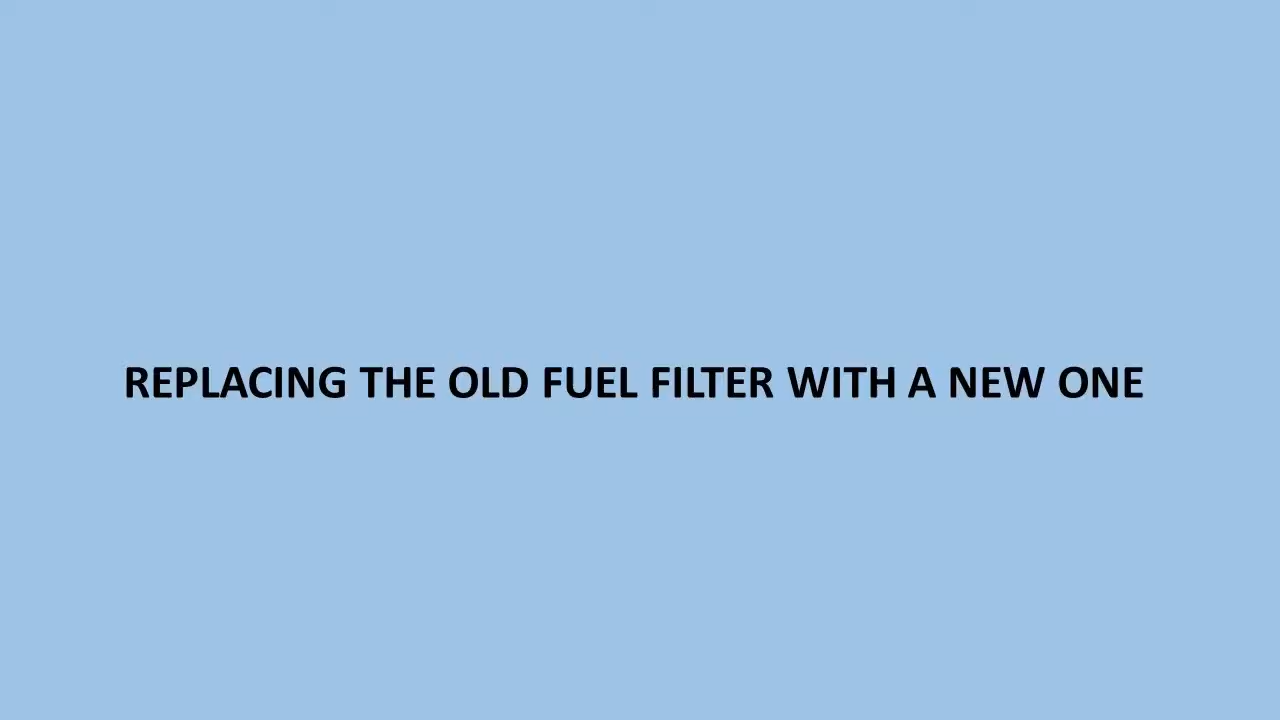 REPLACING THE OLD FUEL FILTER WITH A NEW ONE